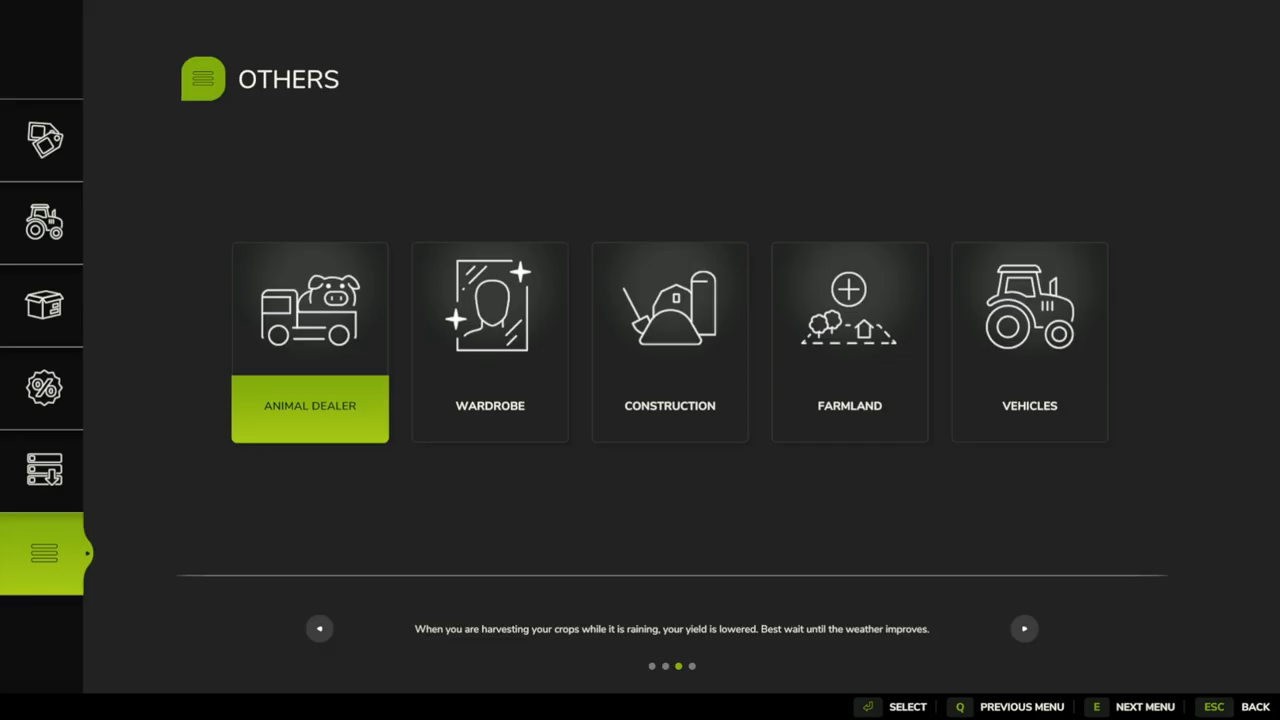 OTHERS
ANIMAL DEALER
WARDROBE
CONSTRUCTION
FARMLAND
VEHICLES
When you are harvesting your crops while it is raining, your yield is lowered. Best wait until the weather improves.
SELECT Q PREVIOUS MENU E NEXT MENU ESC BACK